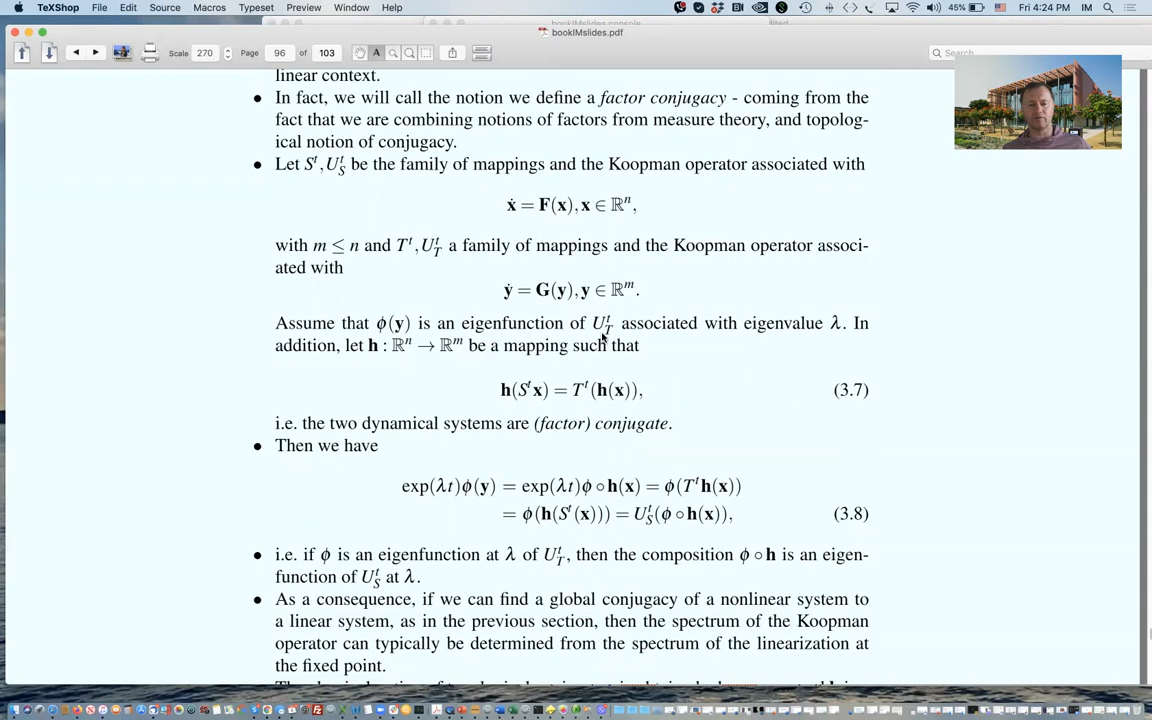 TeXShop File Edit Source Macros Typeset Preview Window Help 45% Fri 4:24 PM IM
bookIMslides.pdf
Scale 270 Page 96 of 103 Search
linear context.
• In fact, we will call the notion we define a factor conjugacy - coming from the
fact that we are combining notions of factors from measure theory, and topolog-
ical notion of conjugacy.
• Let S^t, U_S^t be the family of mappings and the Koopman operator associated with
ẋ = F(x), x ∈ ℝ^n,
with m ≤ n and T^t, U_T^t a family of mappings and the Koopman operator associ-
ated with
ẏ = G(y), y ∈ ℝ^m.
Assume that ϕ(y) is an eigenfunction of U_T^t associated with eigenvalue λ. In
addition, let h : ℝ^n → ℝ^m be a mapping such that
h(S^t x) = T^t(h(x)), (3.7)
i.e. the two dynamical systems are (factor) conjugate.
• Then we have
exp(λt)ϕ(y) = exp(λt)ϕ ∘ h(x) = ϕ(T^t h(x))
= ϕ(h(S^t(x))) = U_S^t(ϕ ∘ h(x)), (3.8)
• i.e. if ϕ is an eigenfunction at λ of U_T^t, then the composition ϕ ∘ h is an eigen-
function of U_S^t at λ.
• As a consequence, if we can find a global conjugacy of a nonlinear system to
a linear system, as in the previous section, then the spectrum of the Koopman
operator can typically be determined from the spectrum of the linearization at
the fixed point.